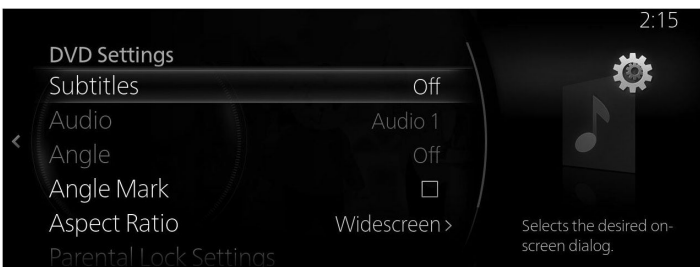 2:15
DVD Settings
Subtitles Off
Audio Audio 1
Angle Off
Angle Mark
Aspect Ratio Widescreen >
Parental Lock Settings
Selects the desired on-
screen dialog.